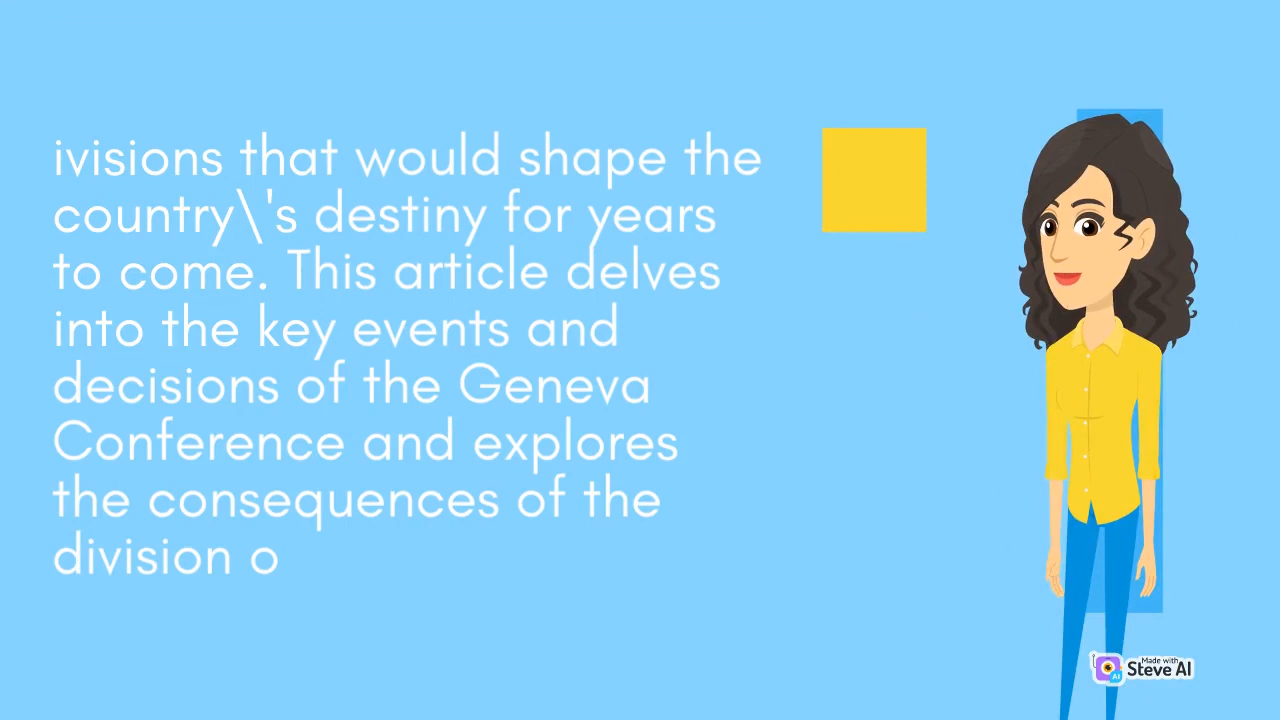 ivisions that would shape the
country\'s destiny for years
to come. This article delves
into the key events and
decisions of the Geneva
Conference and explores
the consequences of the
division o
Made with
Steve AI
AI